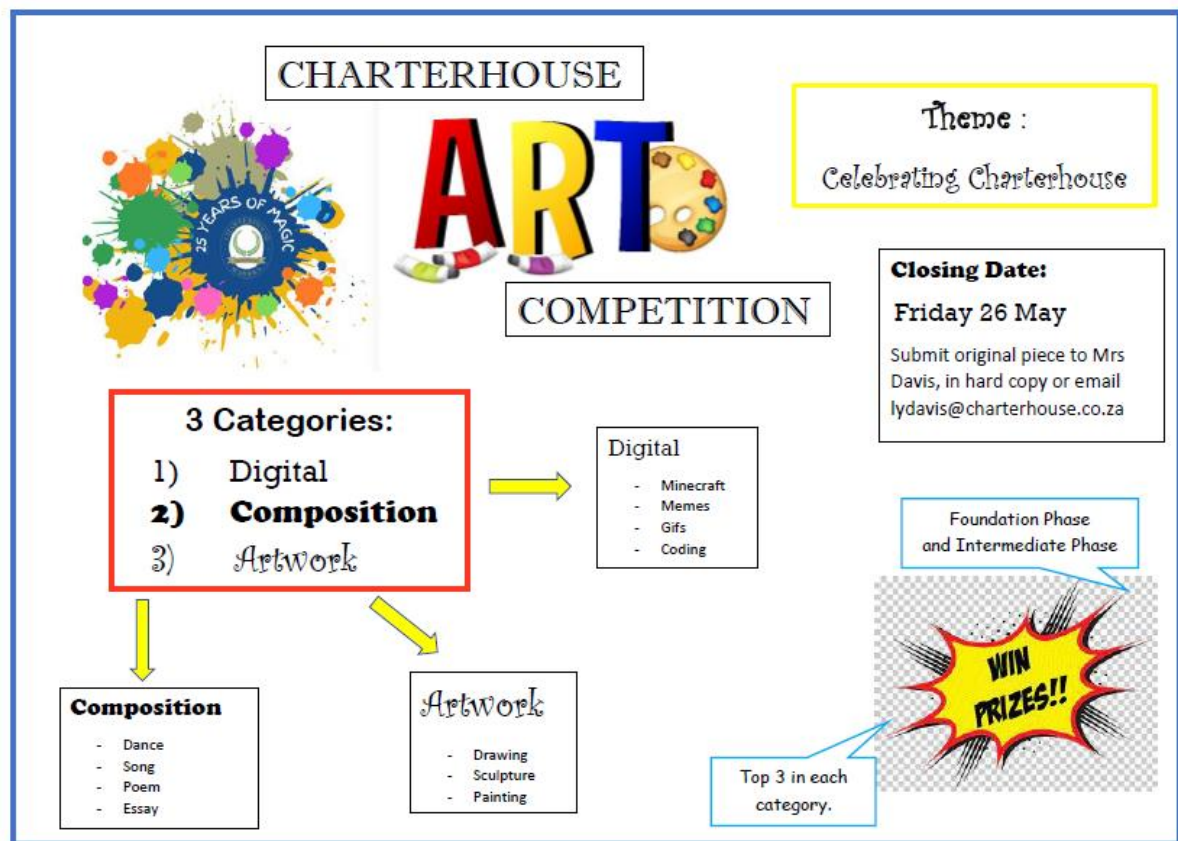 CHARTERHOUSE
ART
COMPETITION
25 YEARS OF MAGIC
Theme :
Celebrating Charterhouse
Closing Date:
Friday 26 May
Submit original piece to Mrs
Davis, in hard copy or email
lydavis@charterhouse.co.za
3 Categories:
1) Digital
2) Composition
3) Artwork
Digital
- Minecraft
- Memes
- Gifs
- Coding
Composition
- Dance
- Song
- Poem
- Essay
Artwork
- Drawing
- Sculpture
- Painting
Foundation Phase
and Intermediate Phase
WIN
PRIZES!!
Top 3 in each
category.